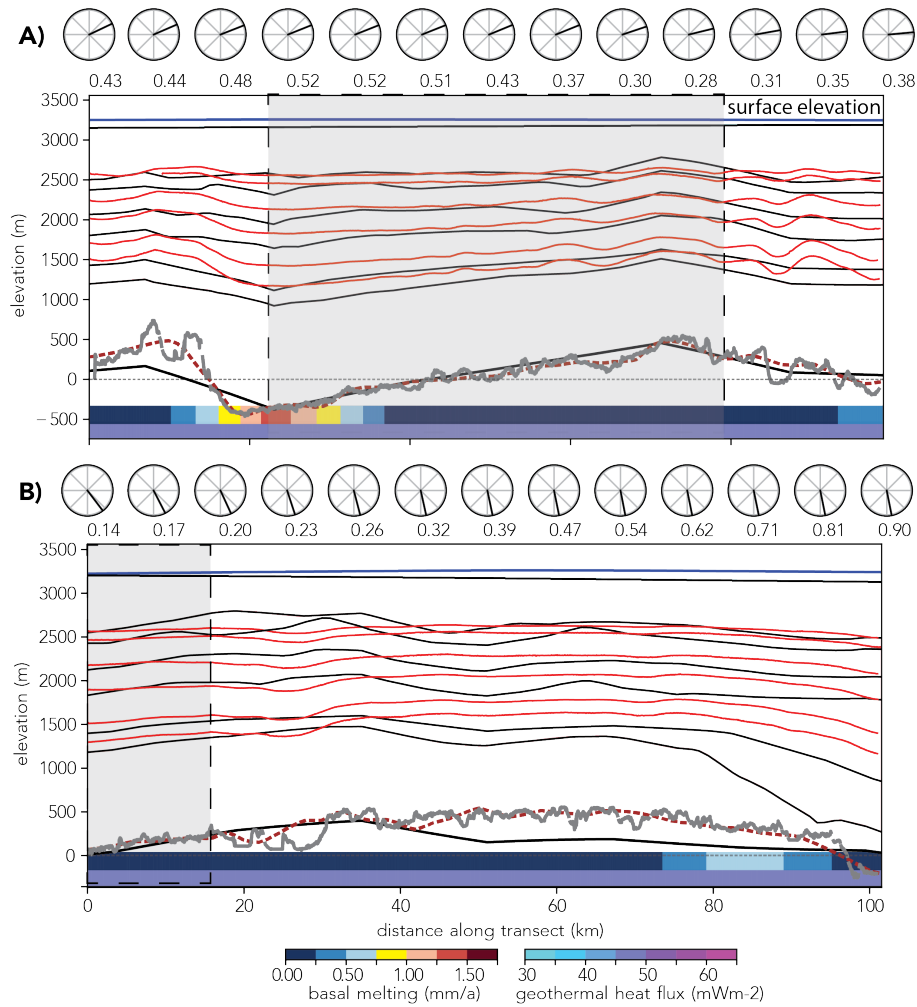 A)
0.43 0.44 0.48 0.52 0.52 0.51 0.43 0.37 0.30 0.28 0.31 0.35 0.38
surface elevation
3500
3000
2500
2000
1500
1000
500
0
−500
elevation (m)
B)
0.14 0.17 0.20 0.23 0.26 0.32 0.39 0.47 0.54 0.62 0.71 0.81 0.90
3500
3000
2500
2000
1500
1000
500
0
elevation (m)
0 20 40 60 80 100
distance along transect (km)
0.00 0.50 1.00 1.50
basal melting (mm/a)
30 40 50 60
geothermal heat flux (mWm-2)